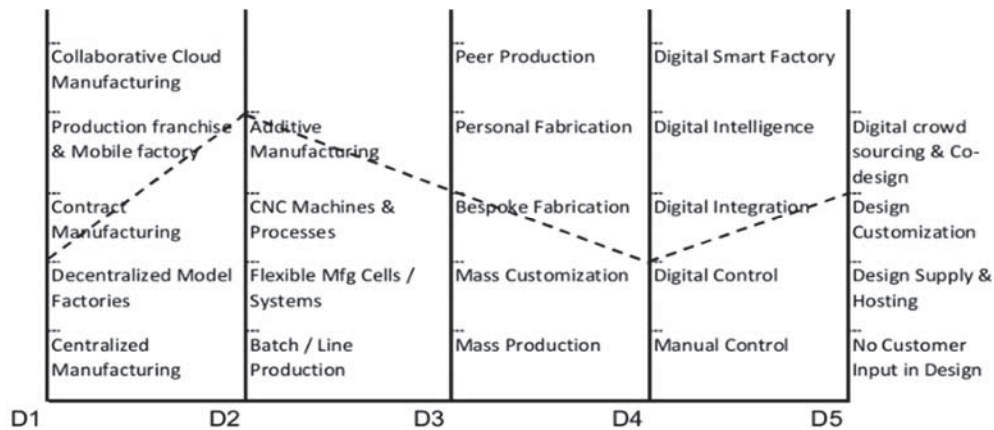 Collaborative Cloud
Manufacturing
Production franchise
& Mobile factory
Contract
Manufacturing
Decentralized Model
Factories
Centralized
Manufacturing
Additive
Manufacturing
CNC Machines &
Processes
Flexible Mfg Cells /
Systems
Batch / Line
Production
Peer Production
Personal Fabrication
Bespoke Fabrication
Mass Customization
Mass Production
Digital Smart Factory
Digital Intelligence
Digital Integration
Digital Control
Manual Control
Digital crowd
sourcing & Co-
design
Design
Customization
Design Supply &
Hosting
No Customer
Input in Design
D1
D2
D3
D4
D5